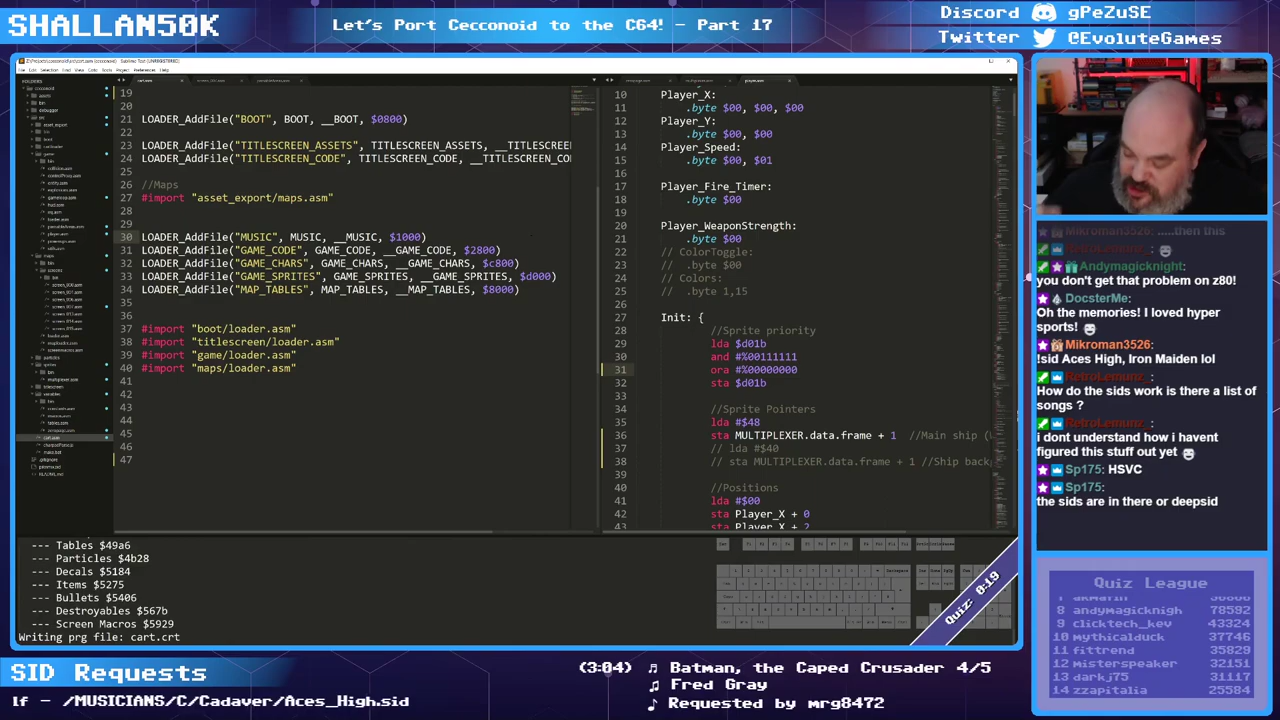 SHALLAN50K
Let's Port Cecconoid to the C64! - Part 17
Discord gPeZuSE
Twitter @EvoluteGames
19
20
21 LOADER_AddFile("BOOT", BOOT, __BOOT, $0800)
22
23 LOADER_AddFile("TITLESCREEN_ASSETS", TITLESCREEN_ASSETS, __TITLESCRE
24 LOADER_AddFile("TITLESCREEN_CODE", TITLESCREEN_CODE, __TITLESCREEN_CO
25
26 //Maps
27 #import "asset_export/maps.asm"
28
29
30 LOADER_AddFile("MUSIC", MUSIC, __MUSIC, $1000)
31 LOADER_AddFile("GAME_CODE", GAME_CODE, __GAME_CODE, $2800)
32 LOADER_AddFile("GAME_CHARS", GAME_CHARS, __GAME_CHARS, $c800)
33 LOADER_AddFile("GAME_SPRITES", GAME_SPRITES, __GAME_SPRITES, $d000)
34 LOADER_AddFile("MAP_TABLES", MAP_TABLES, __MAP_TABLES, $8000)
35
36
37 #import "boot/loader.asm"
38 #import "titlescreen/loader.asm"
39 #import "game/loader.asm"
40 #import "maps/loader.asm"
41
42
43
44
45
46
47
10 Player_X:
11 .byte $00, $00, $00
12 Player_Y:
13 .byte $00, $00
14 Player_Speed:
15 .byte $00, $01
16
17 Player_Fire_Timer:
18 .byte $00
19
20 Player_WeaponStrength:
21 .byte $00
22 // ColorToggle:
23 // .byte $00
24 // Colors:
25 // .byte 1,15
26
27 Init: {
28 //Sprite priority
29 lda $d01b
30 and #%00111111
31 ora #%00000000
32 sta $d01b
33
34 //Sprite Pointers
35 lda #$48
36 sta MULTIPLEXER.data.frame + 1 //Main ship (
37 // lda #$40
38 // sta MULTIPLEXER.data.frame + 1 //Ship back
39
40 //Positions
41 lda #$00
42 sta Player_X + 0
43 sta Player_X + 2
--- Tables $49a6
--- Particles $4b28
--- Decals $5184
--- Items $5275
--- Bullets $5406
--- Destroyables $567b
--- Screen Macros $5929
Writing prg file: cart.crt
Quiz: 0:19
Mikroman3526: .....then this
RetroLemunz_:
Andymagicknight:
you don't get that problem on z80!
DocsterMe:
Oh the memories! I lovd hyper
sports!
Mikroman3526:
!sid Aces High, Iron Maiden lol
RetroLemunz_:
How do the sids work is there a list of
songs ?
RetroLemunz_:
i dont understand how i havent
figured this stuff out yet
Sp175: HSVC
Sp175:
the sids are in there or deepsid
Quiz League
8 andymagicknigh 78592
9 clicktech_kev 43324
10 mythicalduck 37746
11 fittrend 35829
12 misterspeaker 32151
13 darkj75 31117
14 zzapitalia 25584
SID Requests
lf - /MUSICIANS/C/Cadaver/Aces_High.sid
(3:04) ♫ Batman, the Caped Crusader 4/5
♫ Fred Gray
♪ Requested by mrg8472